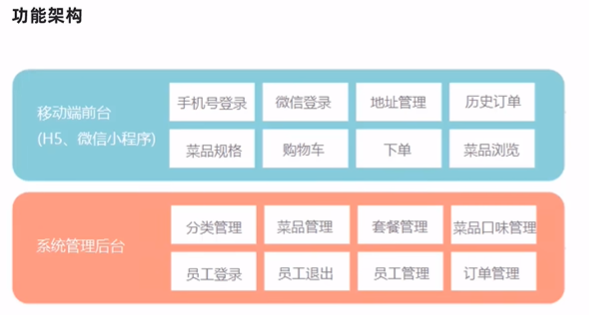 功能架构
移动端前台
(H5、微信小程序)
手机号登录 微信登录 地址管理 历史订单
菜品规格 购物车 下单 菜品浏览
系统管理后台
分类管理 菜品管理 套餐管理 菜品口味管理
员工登录 员工退出 员工管理 订单管理